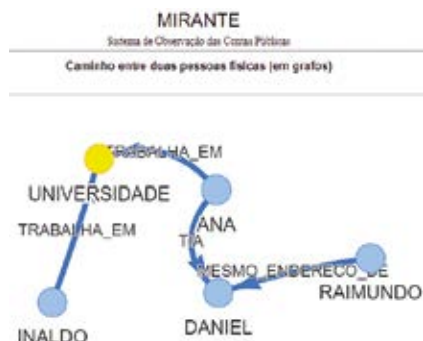 MIRANTE
Sistema de Observação das Contas Públicas
Caminho entre duas pessoas físicas (em grafos)
TRABALHA_EM
UNIVERSIDADE
ANA
TRABALHA_EM
TIA
MESMO_ENDERECO_DE
RAIMUNDO
DANIEL
INALDO